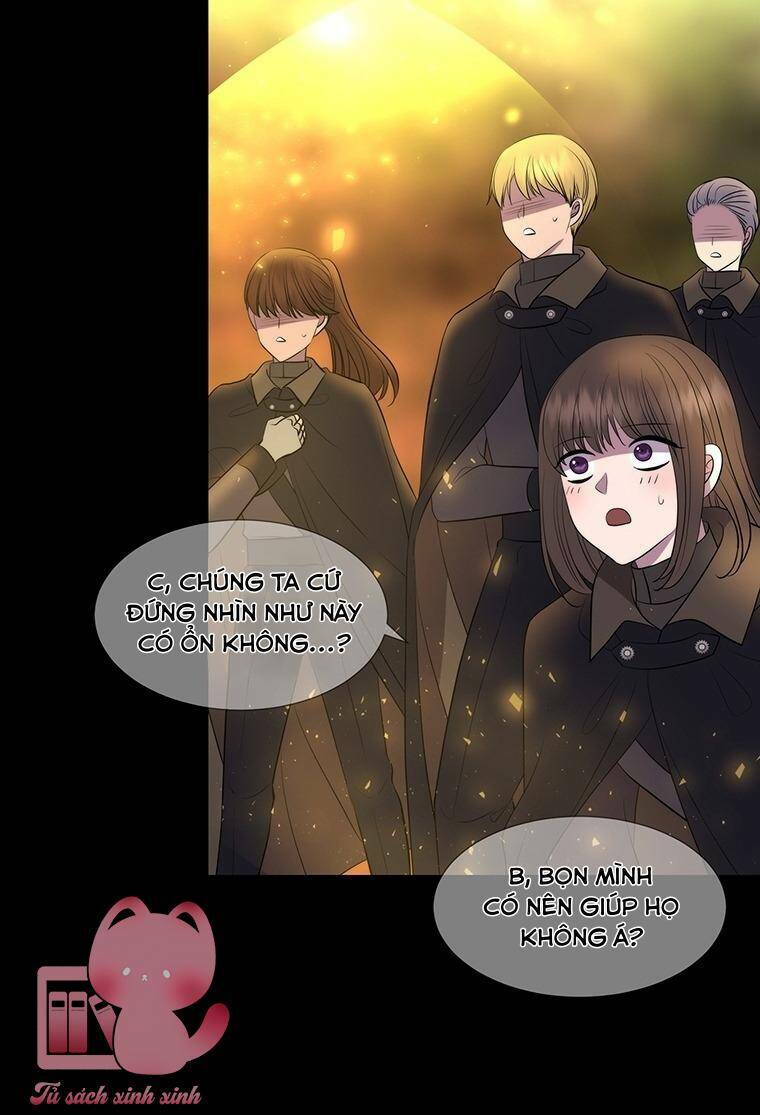 C, CHÚNG TA CỨ
ĐỨNG NHÌN NHƯ NÀY
CÓ ỔN KHÔNG...?
B, BỌN MÌNH
CÓ NÊN GIÚP HỌ
KHÔNG Á?
Tủ sách xinh xinh